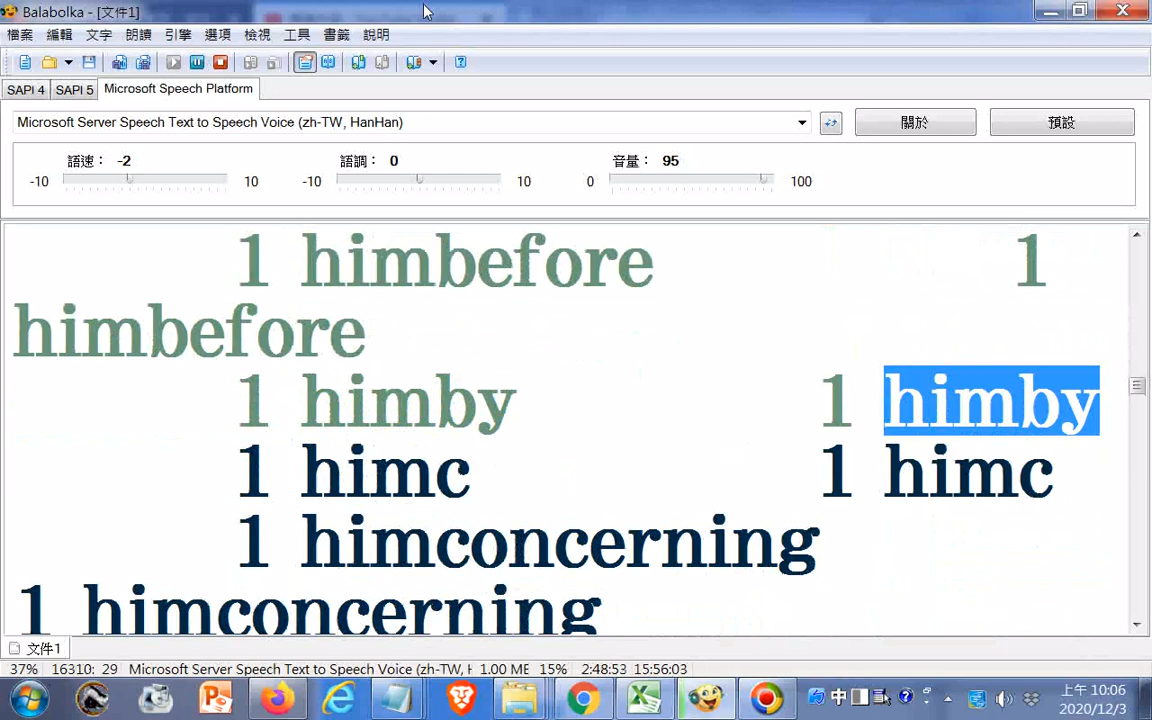 Balabolka - [文件1]
檔案 編輯 文字 朗讀 引擎 選項 檢視 工具 書籤 說明
SAPI 4 SAPI 5 Microsoft Speech Platform
Microsoft Server Speech Text to Speech Voice (zh-TW, HanHan) 關於 預設
語速： -2 語調： 0 音量： 95
-10 10 -10 10 0 100
1 himbefore 1
himbefore
1 himby 1 himby
1 himc 1 himc
1 himconcerning
1 himconcerning
文件1
37% 16310: 29 Microsoft Server Speech Text to Speech Voice (zh-TW, H 1.00 ME 15% 2:48:53 15:56:03
中 上午 10:06
2020/12/3